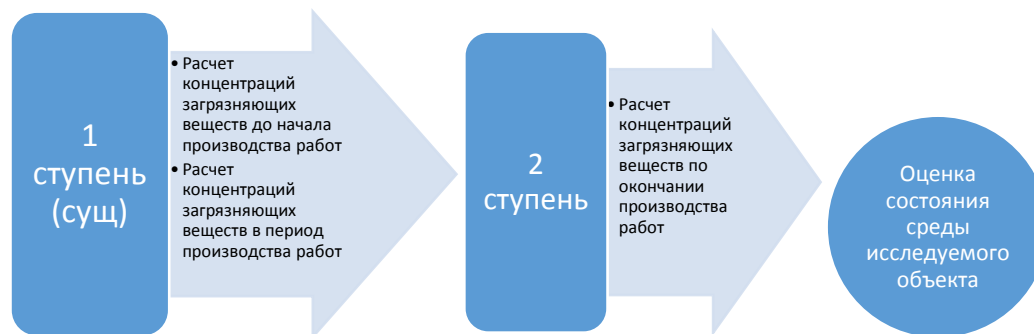 1
ступень
(сущ)
• Расчет
концентраций
загрязняющих
веществ до начала
производства работ
• Расчет
концентраций
загрязняющих
веществ в период
производства работ
2
ступень
• Расчет
концентраций
загрязняющих
веществ по
окончании
производства
работ
Оценка
состояния
среды
исследуемого
объекта